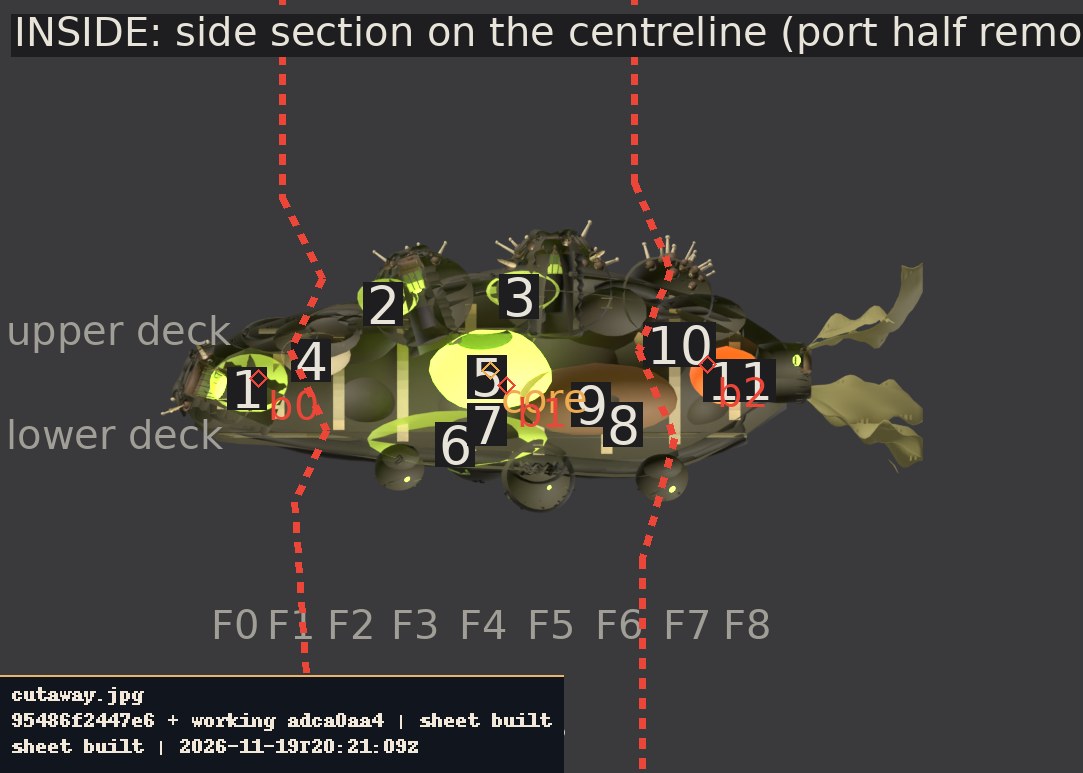 INSIDE: side section on the centreline (port half remo
2
3
upper deck
4
10
1
5
11
b0
core
b1
9
b2
lower deck
7
8
6
F0 F1 F2 F3 F4 F5 F6 F7 F8
cutaway.jpg
95486f2447e6 + working adca0aa4 | sheet built
sheet built | 2026-11-19T20:21:09Z